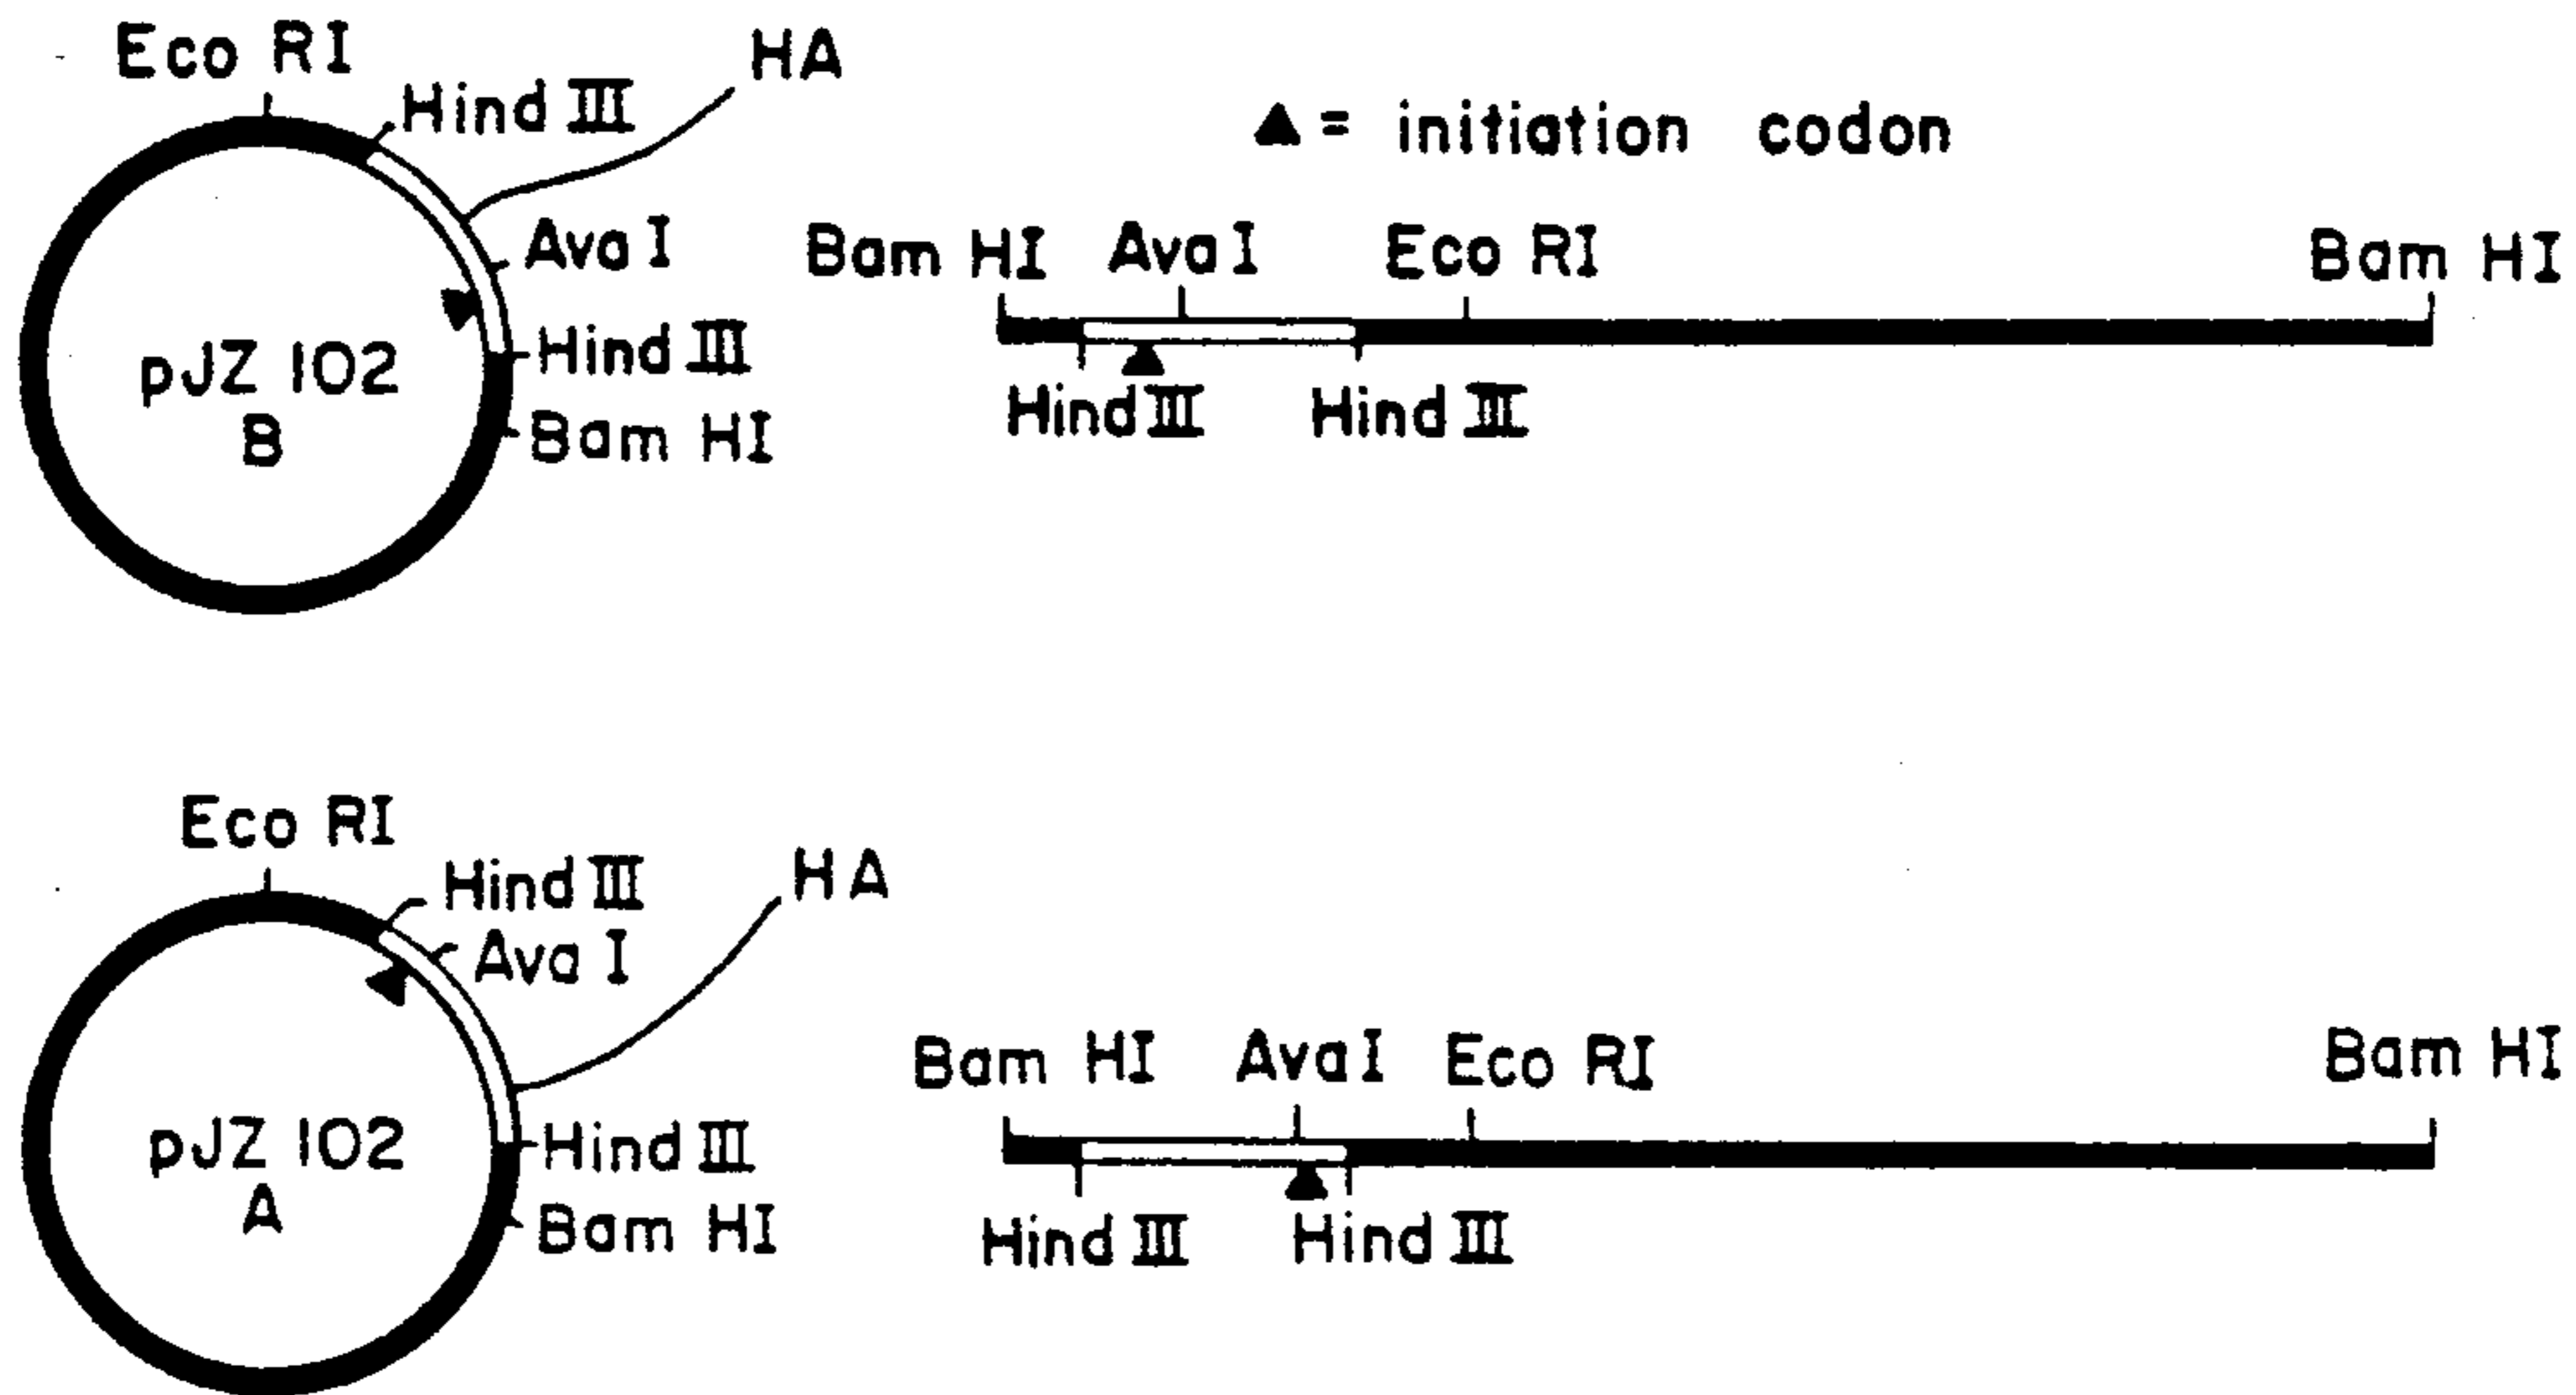 Eco RI
HA
Hind III
▲ = initiation codon
Ava I
Bam HI Ava I Eco RI Bam HI
Hind III
pJZ 102
B
Hind III Hind III
Bam HI
Eco RI
Hind III
HA
Ava I
Bam HI Ava I Eco RI Bam HI
pJZ 102
A
Hind III
Bam HI
Hind III Hind III